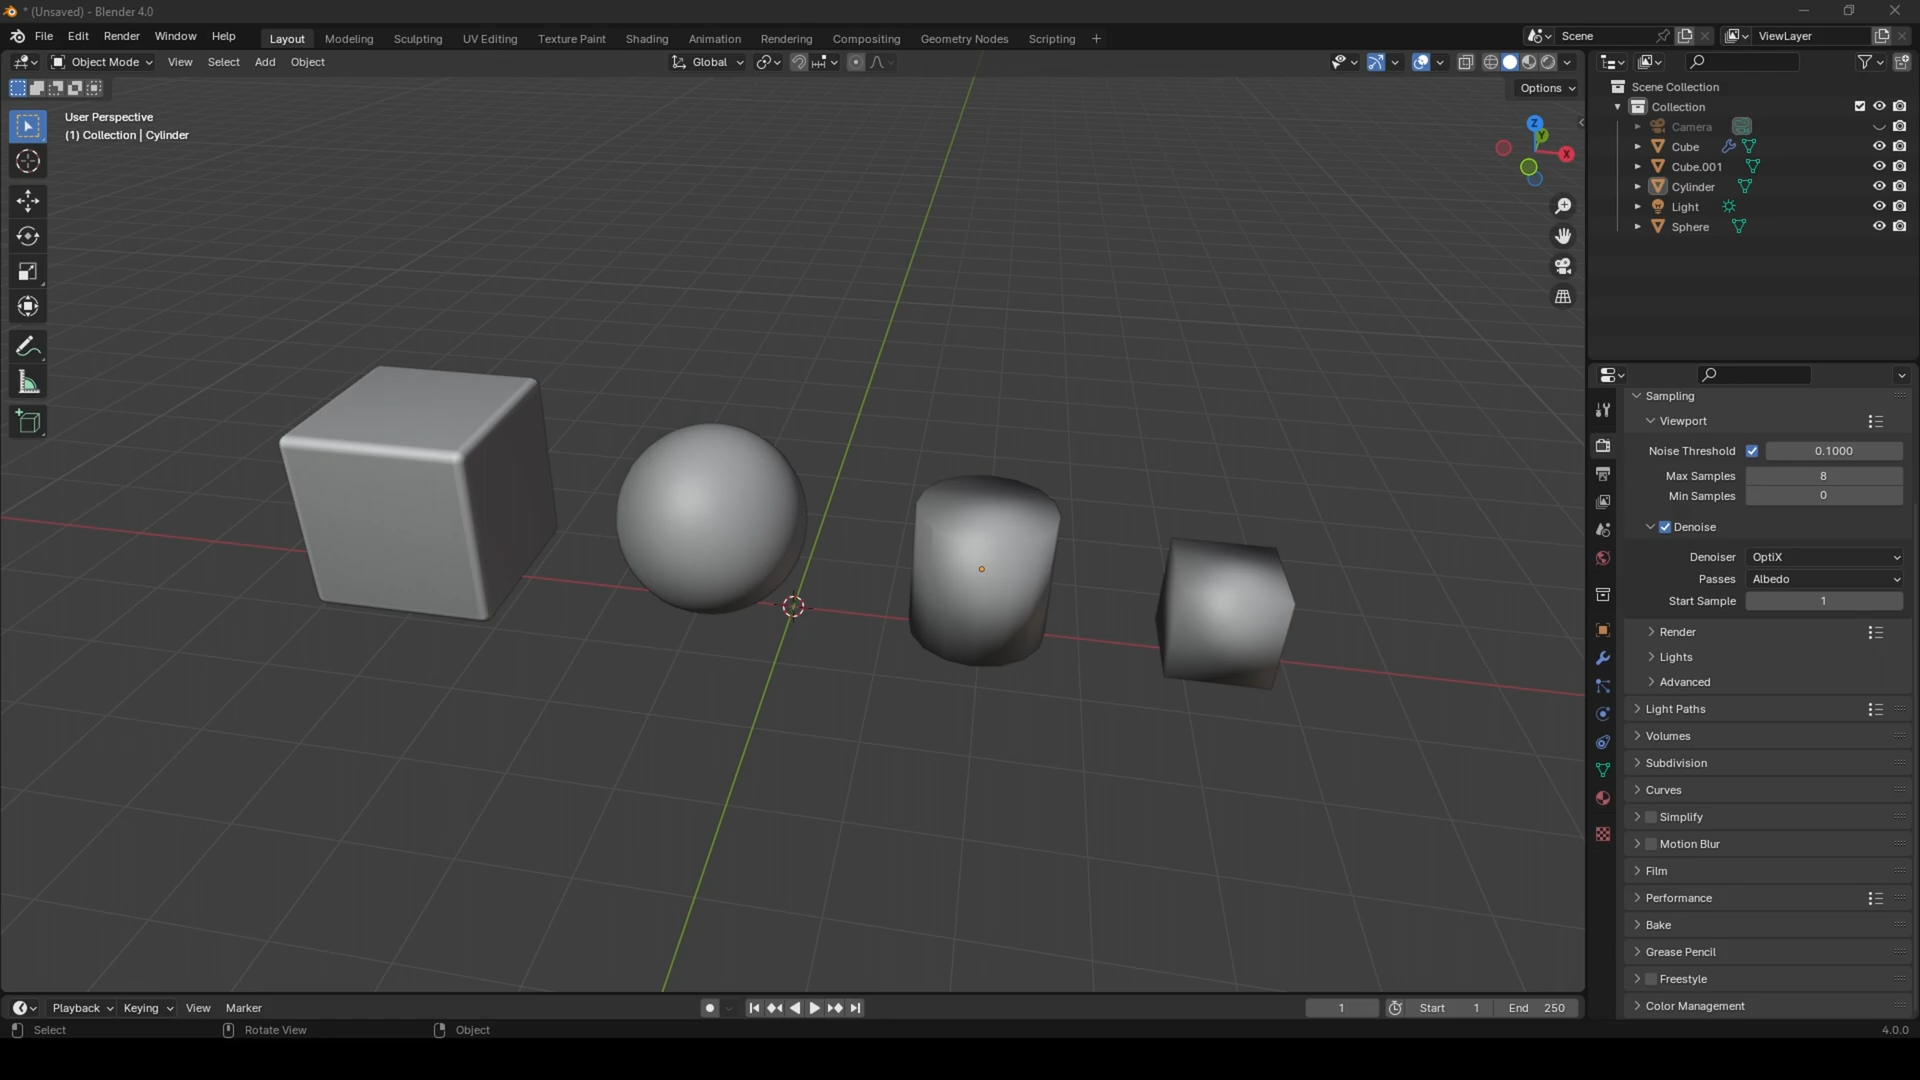 * (Unsaved) - Blender 4.0
File Edit Render Window Help
Layout Modeling Sculpting UV Editing Texture Paint Shading Animation Rendering Compositing Geometry Nodes Scripting +
Scene
ViewLayer
Object Mode View Select Add Object
Global
Options
User Perspective
(1) Collection | Cylinder
Z
Y
X
Scene Collection
Collection
Camera
Cube
Cube.001
Cylinder
Light
Sphere
Sampling
Viewport
Noise Threshold 0.1000
Max Samples 8
Min Samples 0
Denoise
Denoiser OptiX
Passes Albedo
Start Sample 1
Render
Lights
Advanced
Light Paths
Volumes
Subdivision
Curves
Simplify
Motion Blur
Film
Performance
Bake
Grease Pencil
Freestyle
Color Management
Playback Keying View Marker
1 Start 1 End 250
Select Rotate View Object
4.0.0